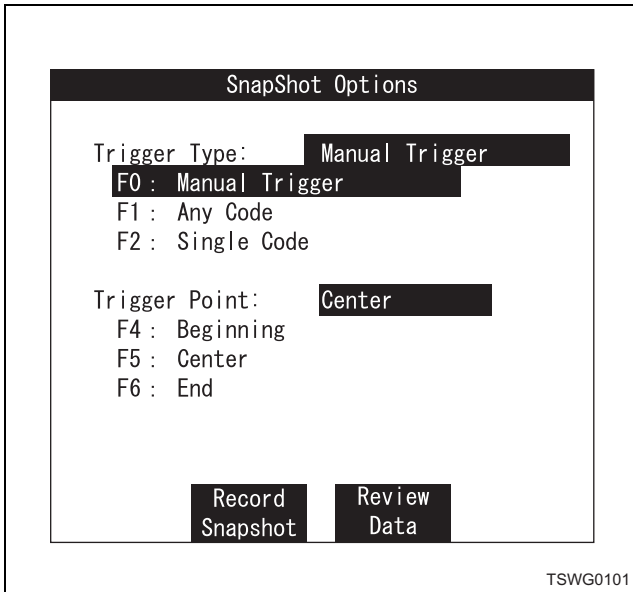 SnapShot Options
Trigger Type: Manual Trigger
F0 : Manual Trigger
F1 : Any Code
F2 : Single Code
Trigger Point: Center
F4 : Beginning
F5 : Center
F6 : End
Record Review
Snapshot Data
TSWG0101